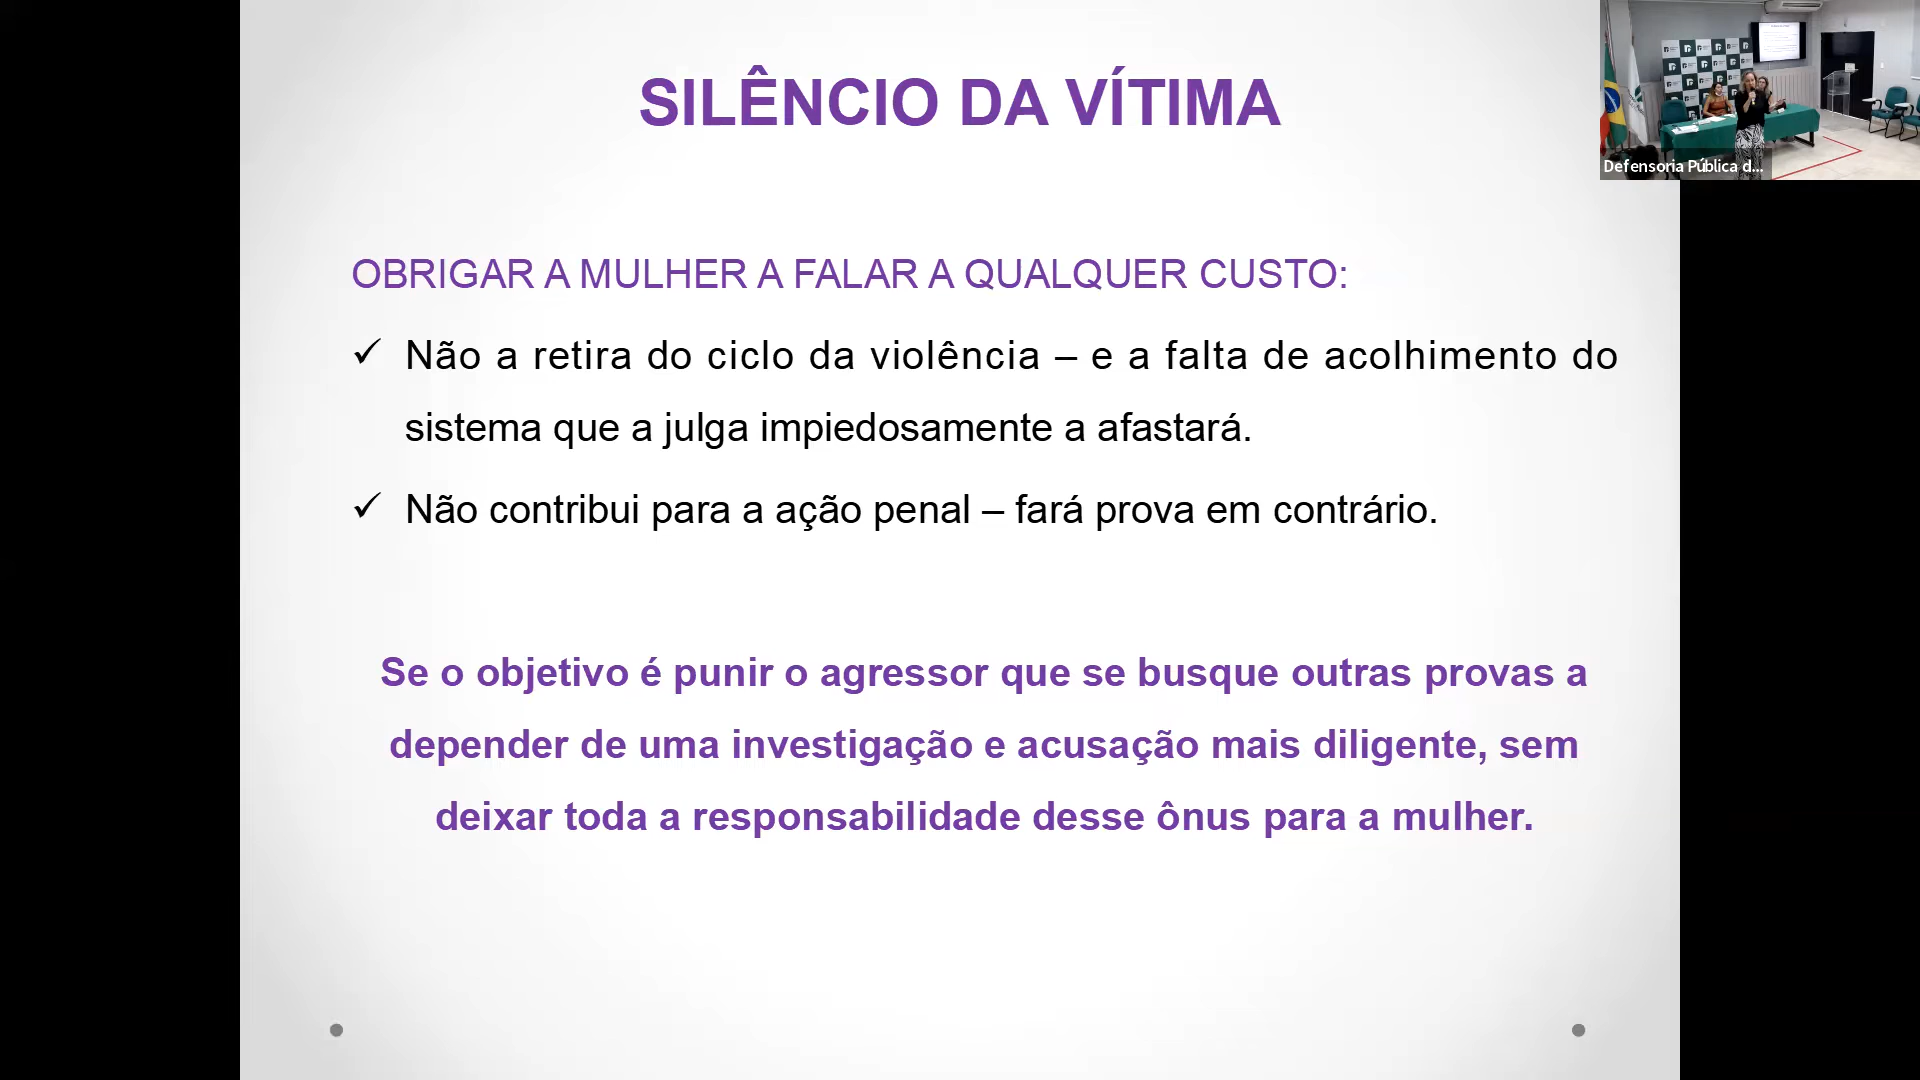 SILÊNCIO DA VÍTIMA
Defensoria Pública d...
OBRIGAR A MULHER A FALAR A QUALQUER CUSTO:
✓ Não a retira do ciclo da violência – e a falta de acolhimento do
sistema que a julga impiedosamente a afastará.
✓ Não contribui para a ação penal – fará prova em contrário.
Se o objetivo é punir o agressor que se busque outras provas a
depender de uma investigação e acusação mais diligente, sem
deixar toda a responsabilidade desse ônus para a mulher.